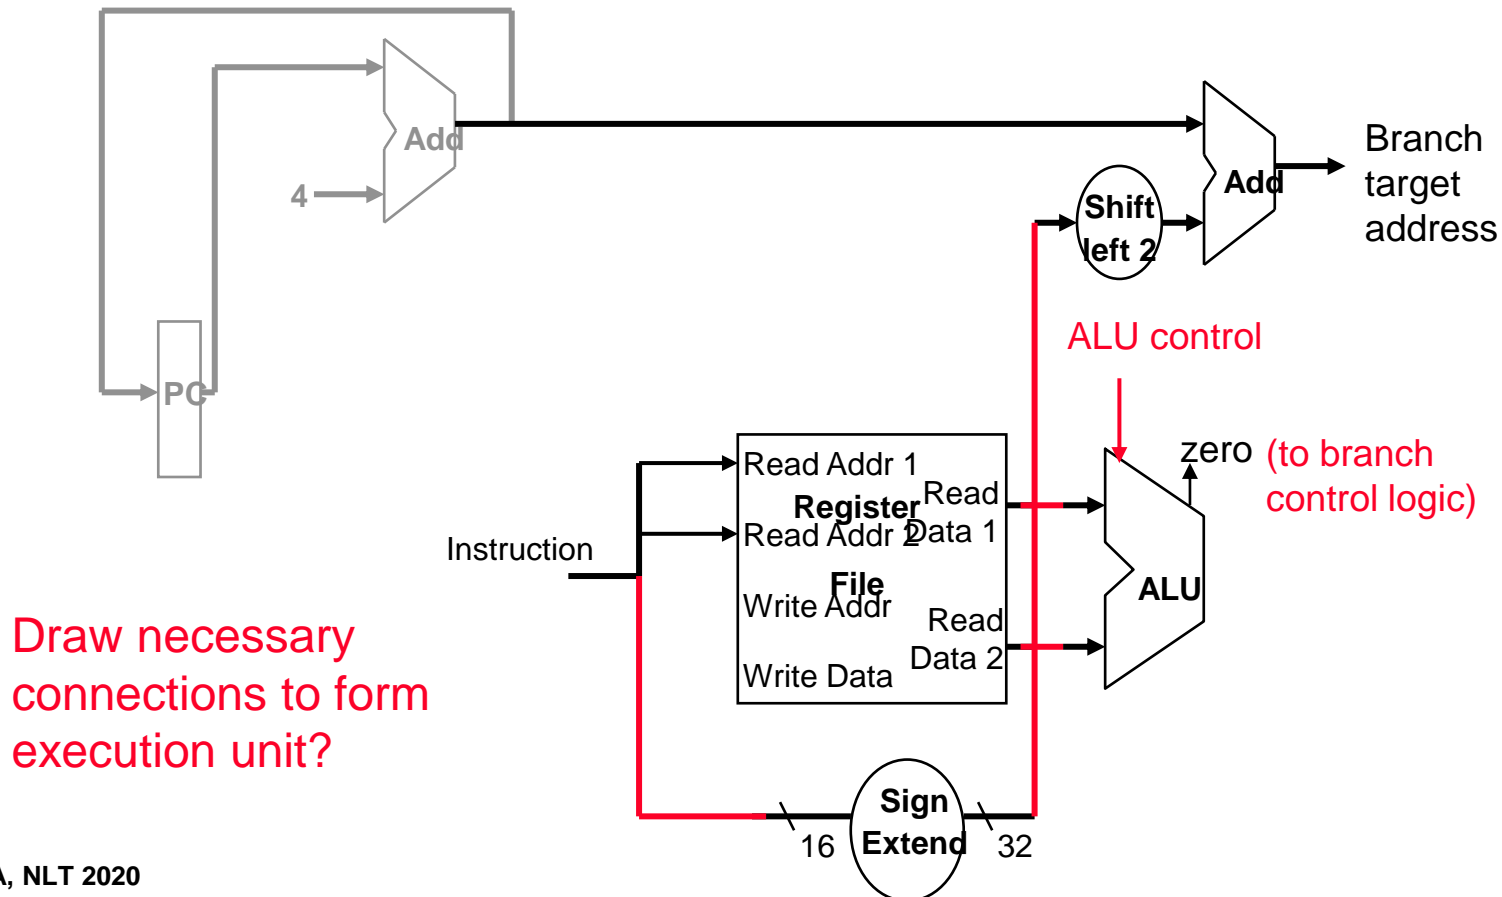 Add
4
PC
Shift
left 2
Add
Branch
target
address
ALU control
zero (to branch
control logic)
Instruction
Read Addr 1
Register
Read Addr 2
File
Write Addr
Write Data
Read
Data 1
Read
Data 2
ALU
Draw necessary
connections to form
execution unit?
Sign
Extend
16
32
A, NLT 2020